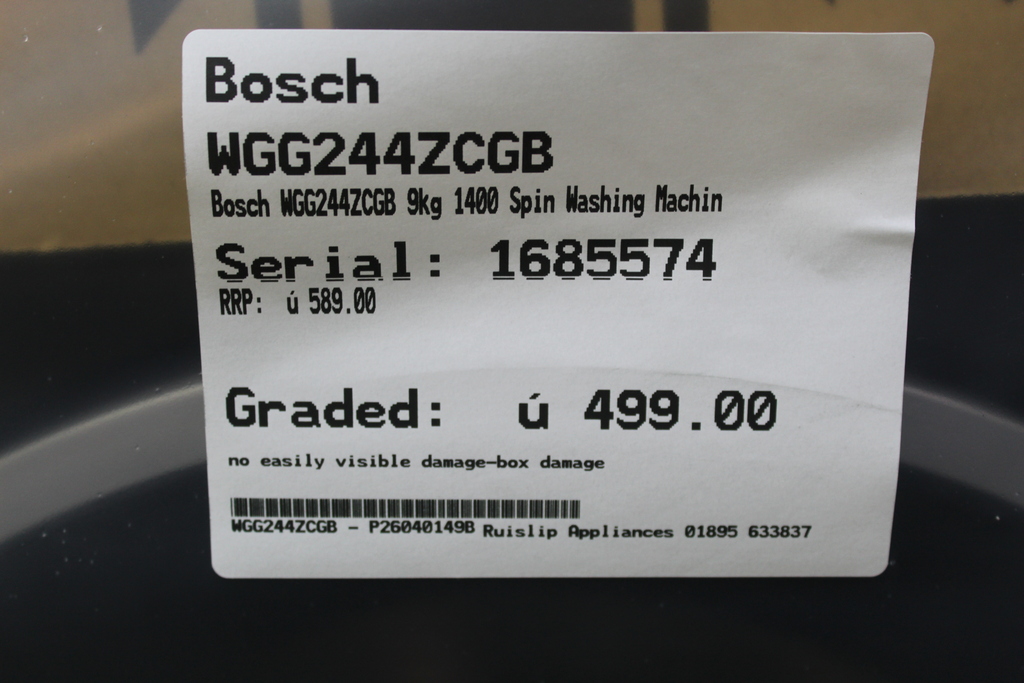 Bosch
WGG244ZCGB
Bosch WGG244ZCGB 9kg 1400 Spin Washing Machin
Serial: 1685574
RRP: ú 589.00
Graded: ú 499.00
no easily visible damage-box damage
WGG244ZCGB - P26040149B Ruislip Appliances 01895 633837